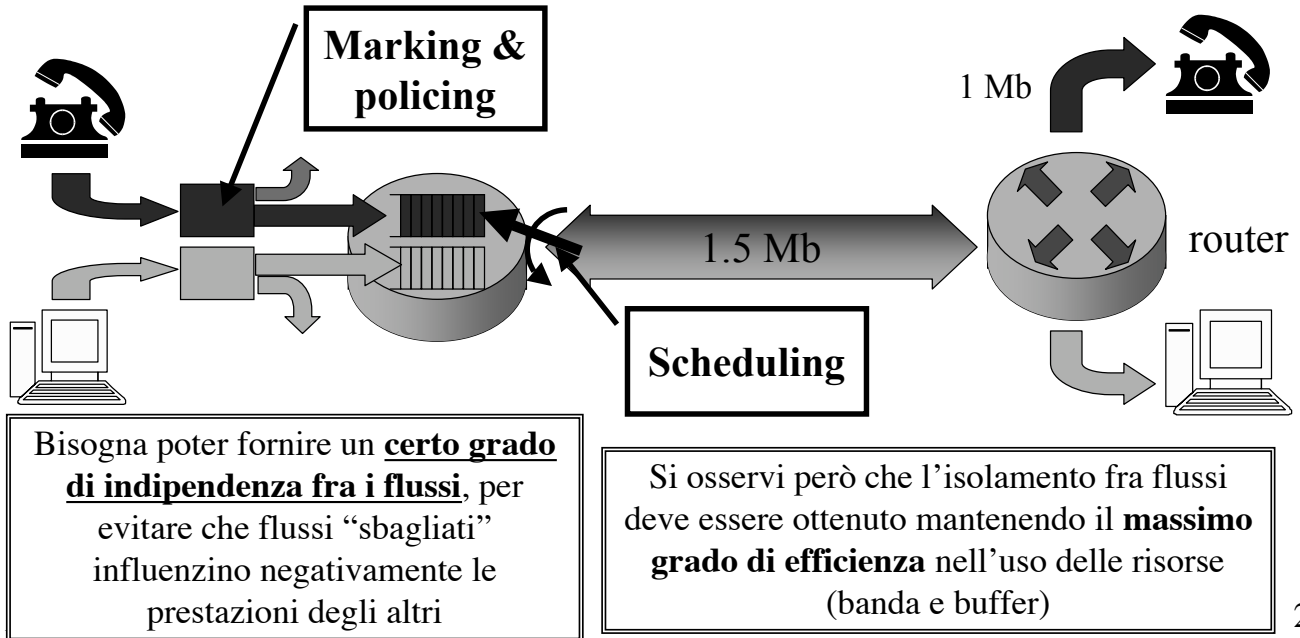 Marking &
policing
1 Mb
1.5 Mb
router
Scheduling
Bisogna poter fornire un certo grado
di indipendenza fra i flussi, per
evitare che flussi “sbagliati”
influenzino negativamente le
prestazioni degli altri
Si osservi però che l’isolamento fra flussi
deve essere ottenuto mantenendo il massimo
grado di efficienza nell’uso delle risorse
(banda e buffer)